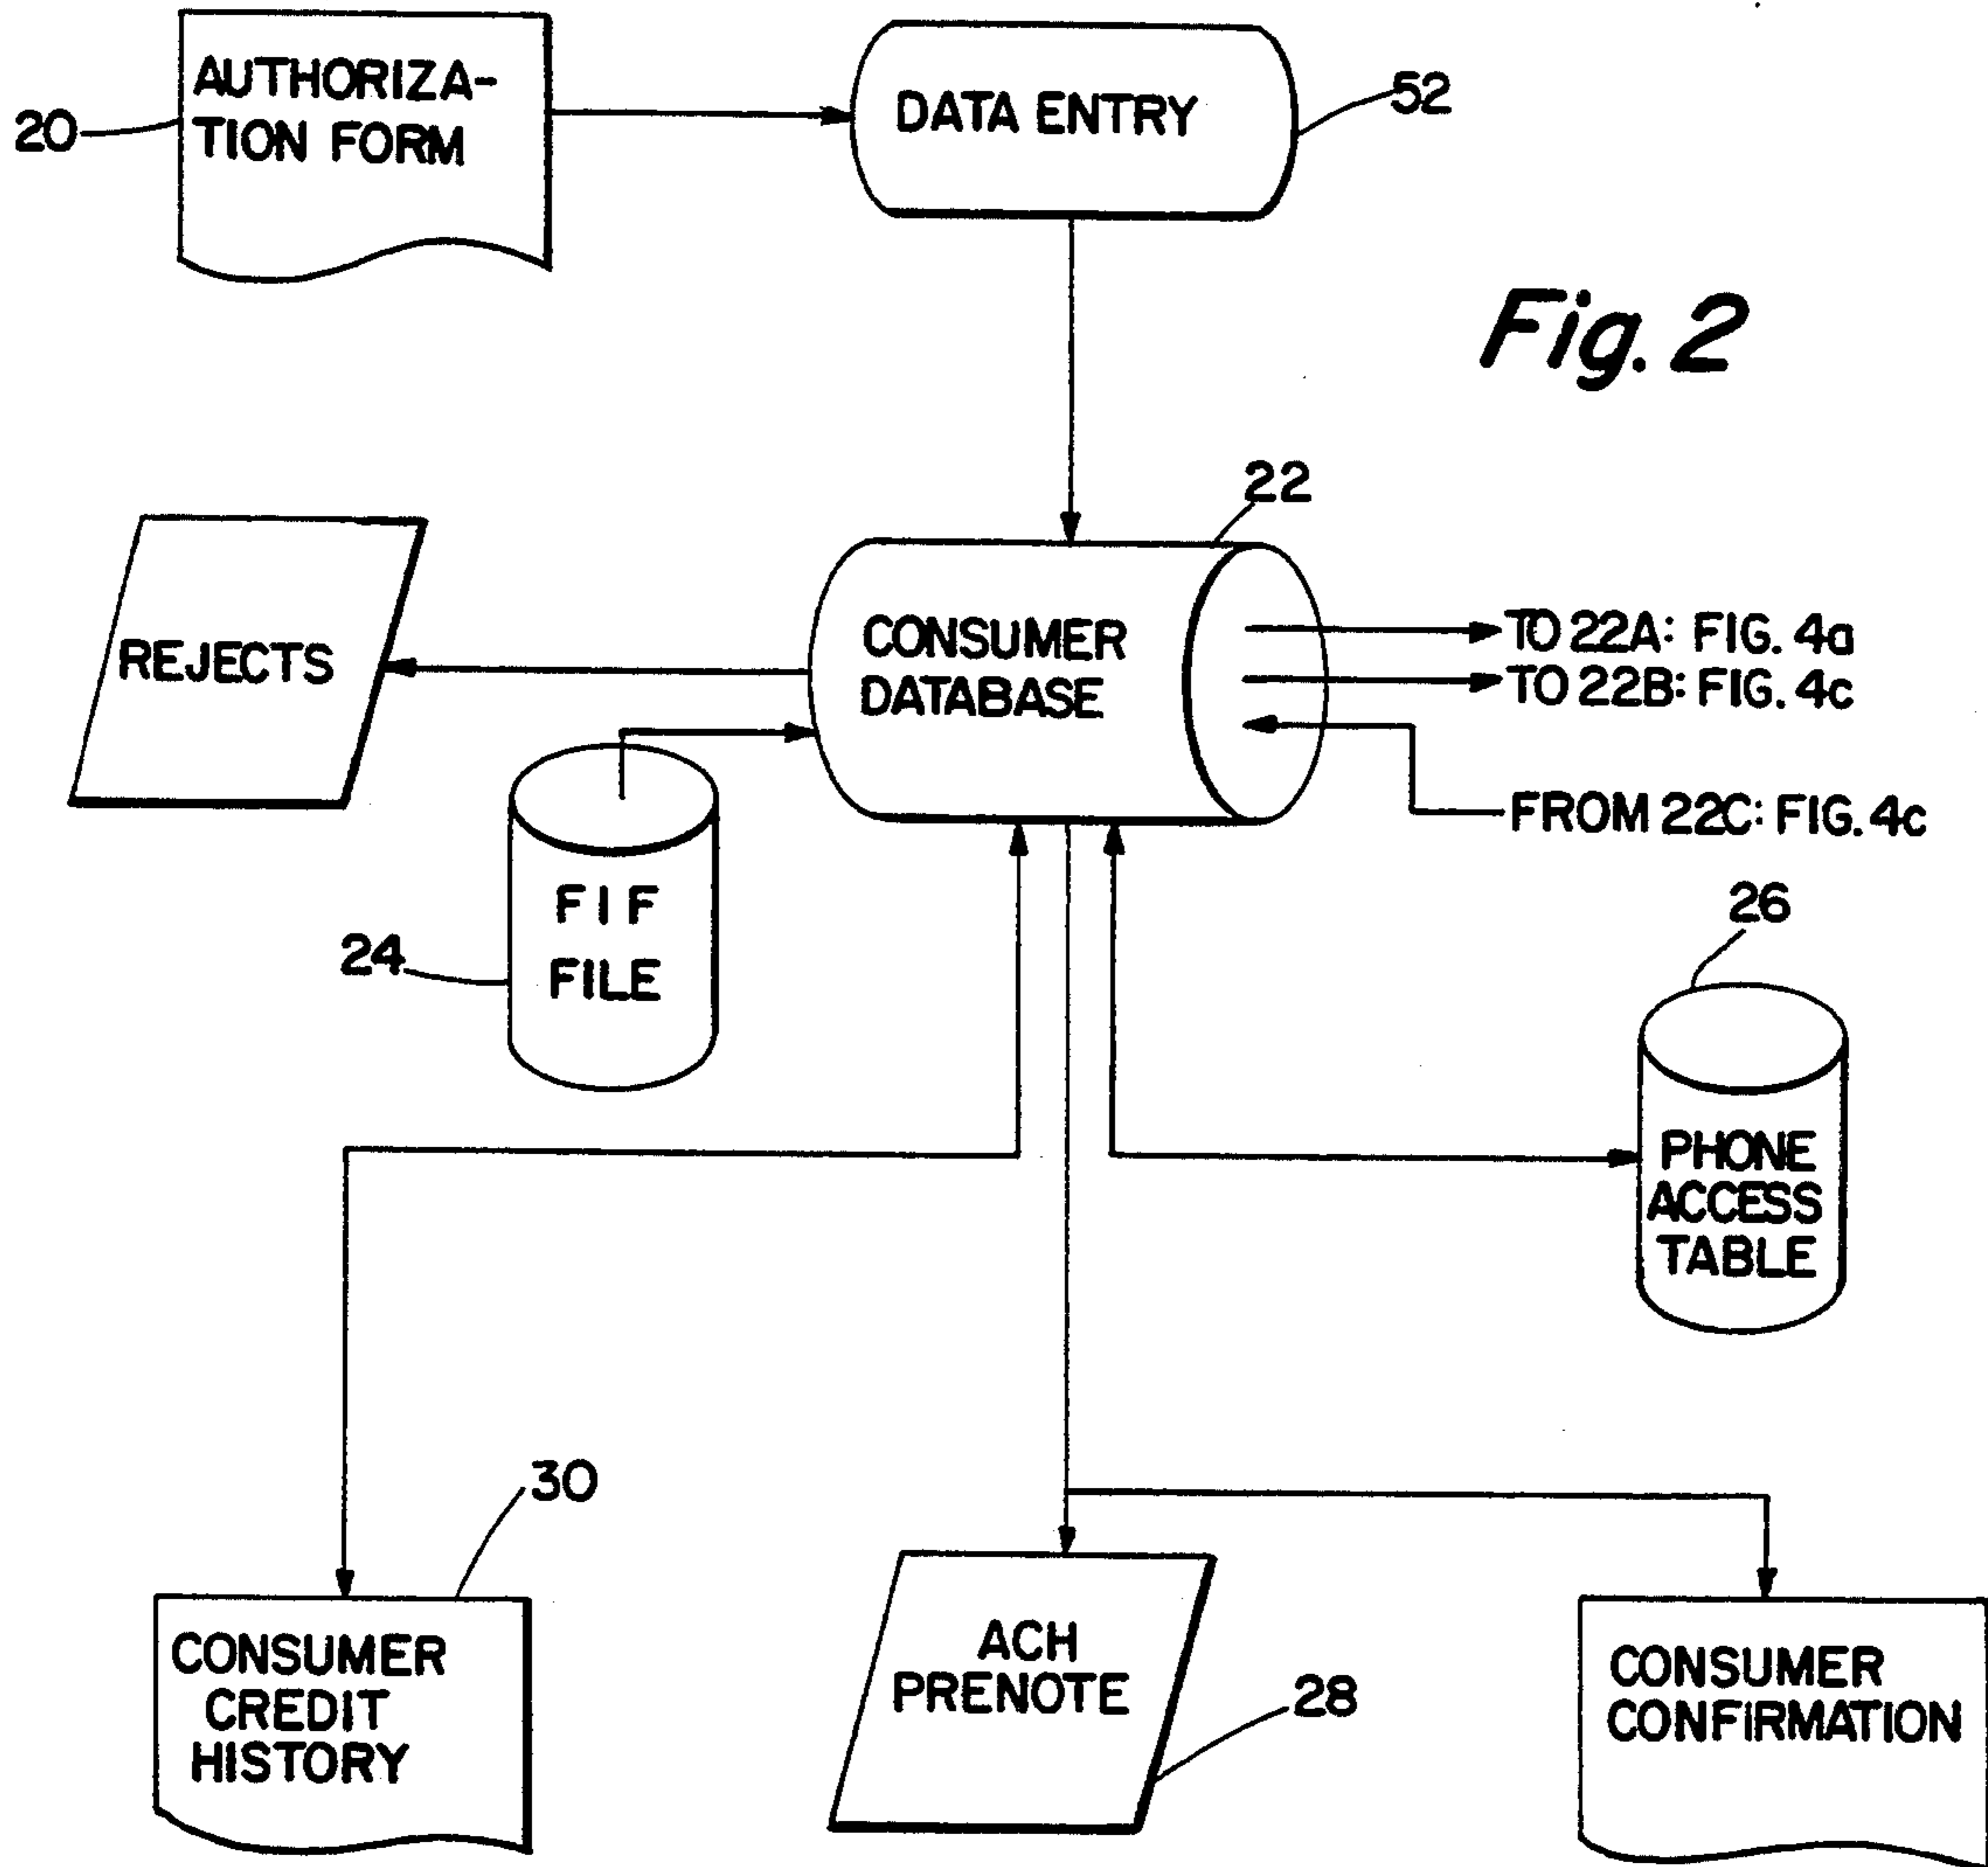 AUTHORIZA-
TION FORM
20
DATA ENTRY
52
Fig. 2
22
CONSUMER
DATABASE
REJECTS
TO 22A: FIG. 4a
TO 22B: FIG. 4c
FROM 22C: FIG. 4c
FIF
FILE
24
26
PHONE
ACCESS
TABLE
30
CONSUMER
CREDIT
HISTORY
ACH
PRENOTE
28
CONSUMER
CONFIRMATION